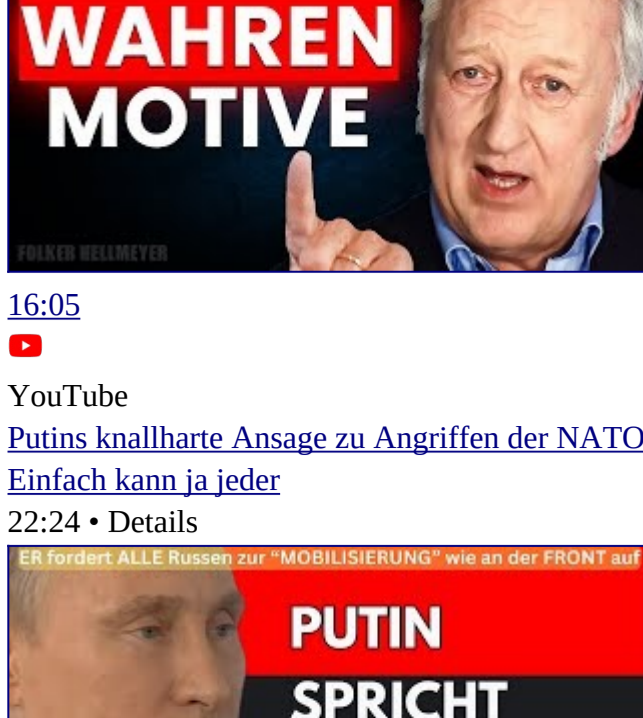 WAHREN
MOTIVE
FOLKER HELLMEYER
16:05
YouTube
Putins knallharte Ansage zu Angriffen der NATO
Einfach kann ja jeder
22:24 • Details
ER fordert ALLE Russen zur “MOBILISIERUNG” wie an der FRONT auf
PUTIN
SPRICHT